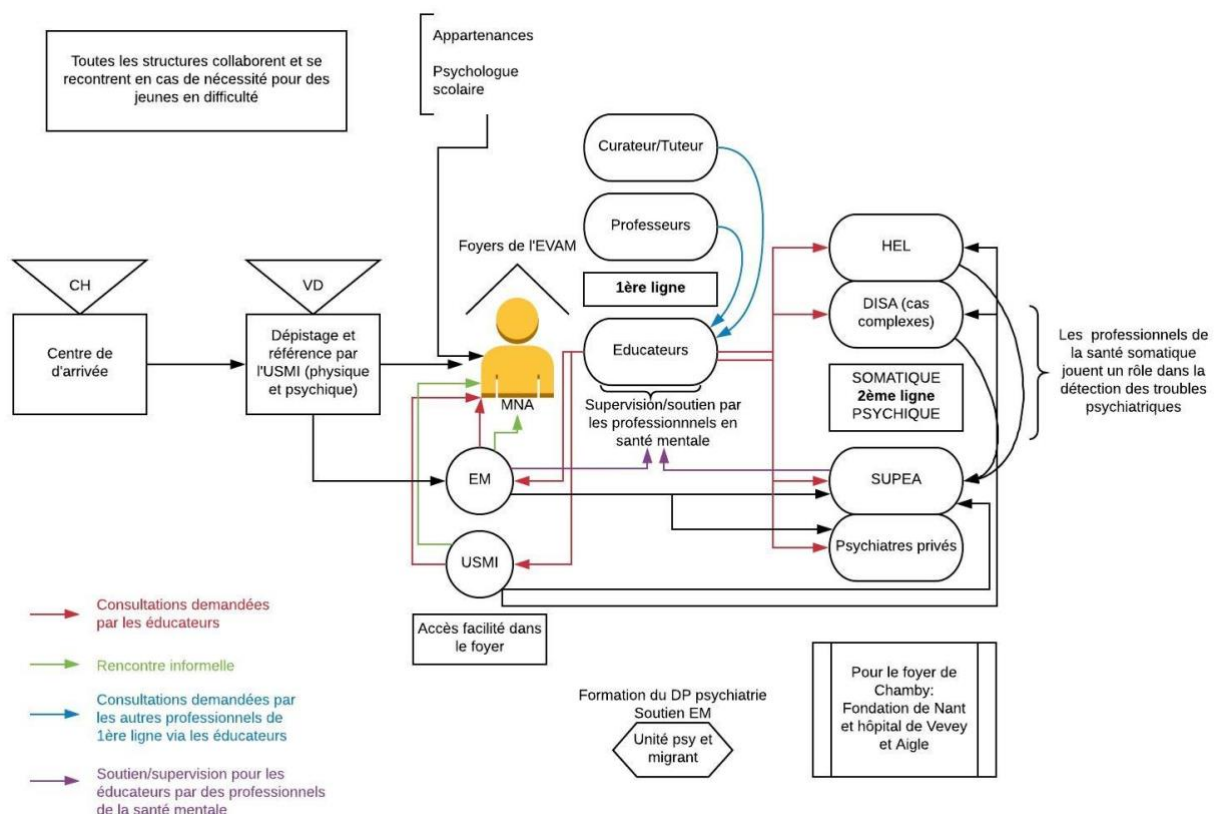 Toutes les structures collaborent et se
recontrent en cas de nécessité pour des
jeunes en difficulté
Appartenances
Psychologue
scolaire
Curateur/Tuteur
Professeurs
Foyers de l'EVAM
1ère ligne
HEL
CH
VD
DISA (cas
complexes)
Centre de
d'arrivée
Dépistage et
référence par
l'USMI (physique
et psychique)
MNA
Educateurs
Supervision/soutien par
les professionnnels en
santé mentale
SOMATIQUE
2ème ligne
PSYCHIQUE
Les professionnels de
la santé somatique
jouent un rôle dans la
détection des troubles
psychiatriques
EM
SUPEA
USMI
Psychiatres privés
Accès facilité dans
le foyer
Consultations demandées
par les éducateurs
Rencontre informelle
Consultations demandées par
les autres professionnels de
1ère ligne via les éducateurs
Soutien/supervision pour les
éducateurs par des professionnels
de la santé mentale
Formation du DP psychiatrie
Soutien EM
Unité psy et
migrant
Pour le foyer de
Chamby:
Fondation de Nant
et hôpital de Vevey
et Aigle